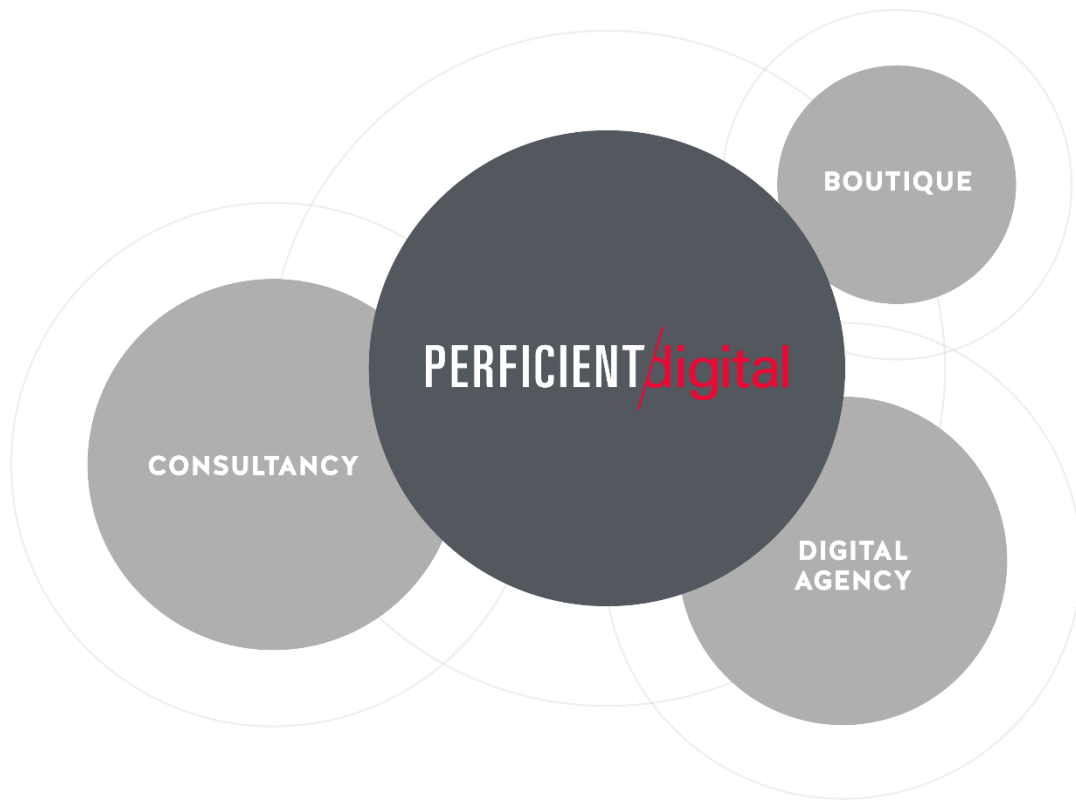 BOUTIQUE
PERFICIENT/digital
CONSULTANCY
DIGITAL
AGENCY